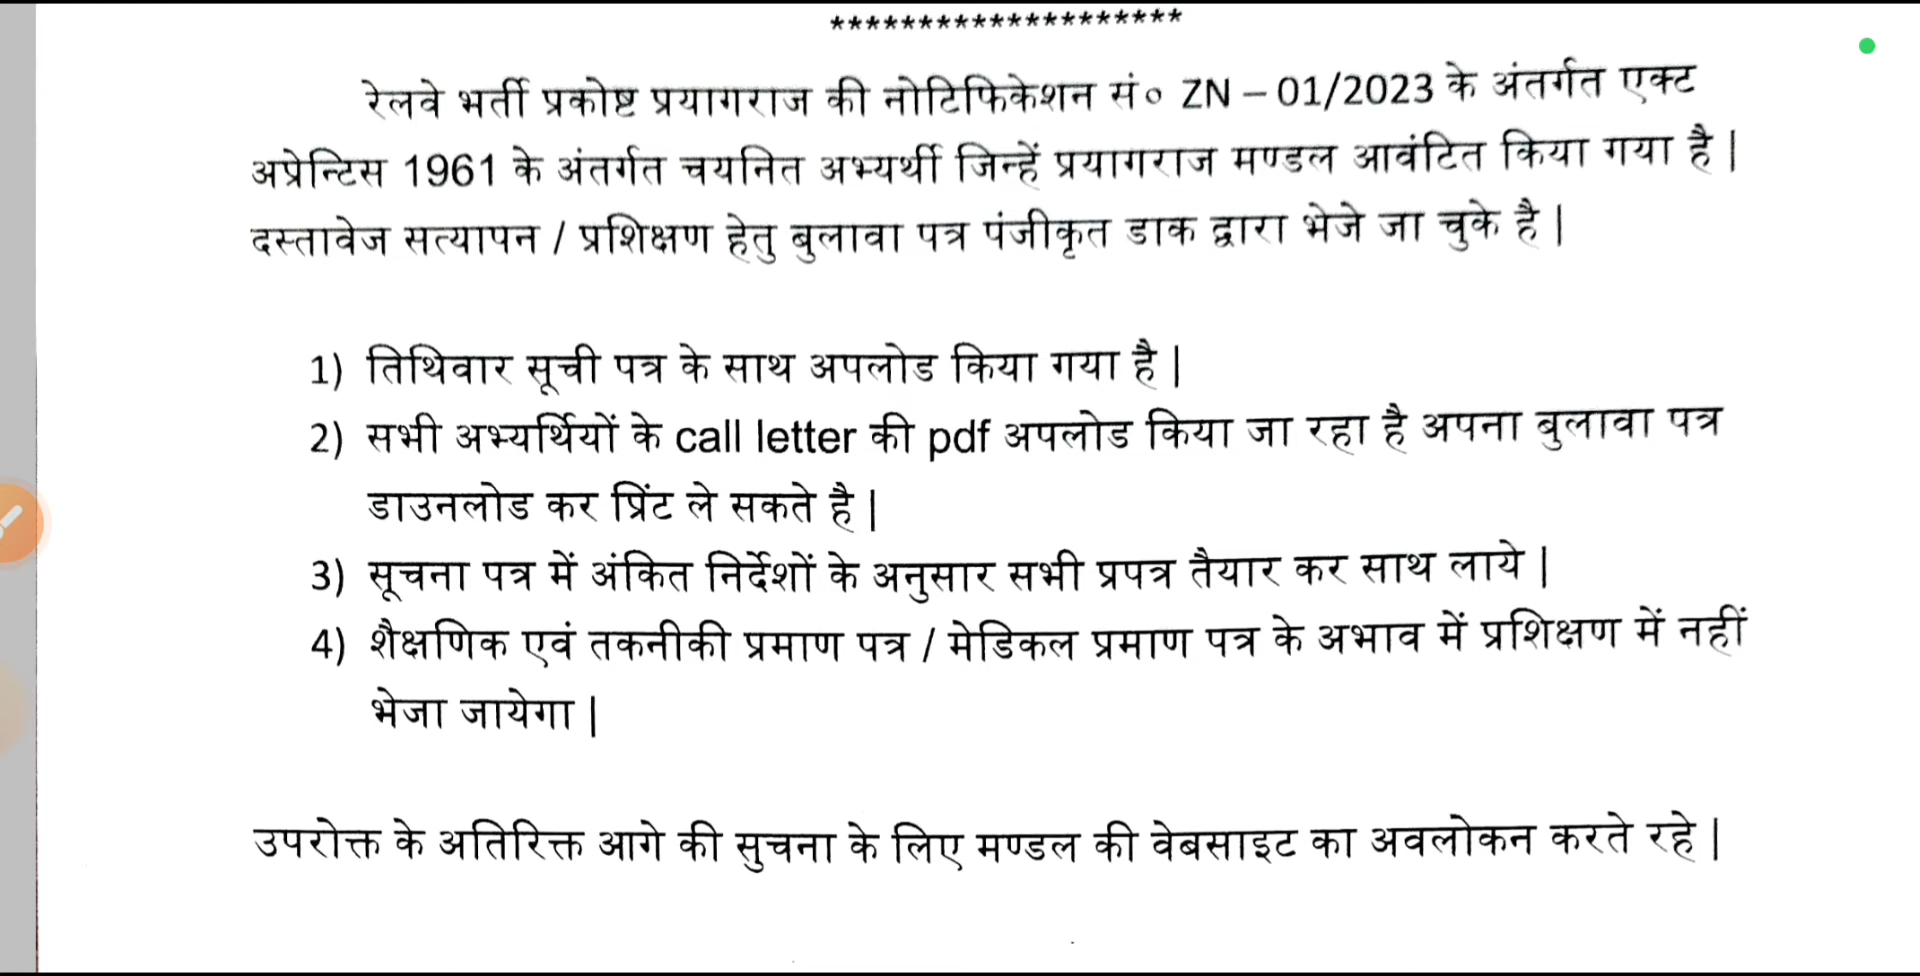 ********************
रेलवे भर्ती प्रकोष्ट प्रयागराज की नोटिफिकेशन सं० ZN – 01/2023 के अंतर्गत एक्ट
अप्रेन्टिस 1961 के अंतर्गत चयनित अभ्यर्थी जिन्हें प्रयागराज मण्डल आवंटित किया गया है |
दस्तावेज सत्यापन / प्रशिक्षण हेतु बुलावा पत्र पंजीकृत डाक द्वारा भेजे जा चुके है |
1) तिथिवार सूची पत्र के साथ अपलोड किया गया है |
2) सभी अभ्यर्थियों के call letter की pdf अपलोड किया जा रहा है अपना बुलावा पत्र
डाउनलोड कर प्रिंट ले सकते है |
3) सूचना पत्र में अंकित निर्देशों के अनुसार सभी प्रपत्र तैयार कर साथ लाये |
4) शैक्षणिक एवं तकनीकी प्रमाण पत्र / मेडिकल प्रमाण पत्र के अभाव में प्रशिक्षण में नहीं
भेजा जायेगा |
उपरोक्त के अतिरिक्त आगे की सुचना के लिए मण्डल की वेबसाइट का अवलोकन करते रहे |